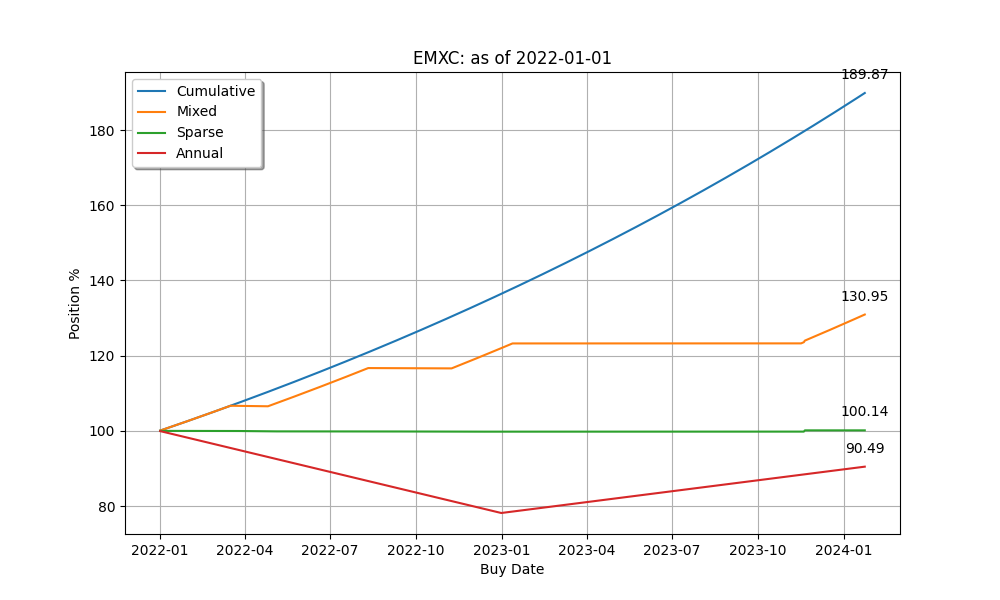 EMXC: as of 2022-01-01
189.87
Cumulative
Mixed
Sparse
Annual
180
160
140
130.95
120
100.14
100
90.49
80
Position %
2022-01 2022-04 2022-07 2022-10 2023-01 2023-04 2023-07 2023-10 2024-01
Buy Date